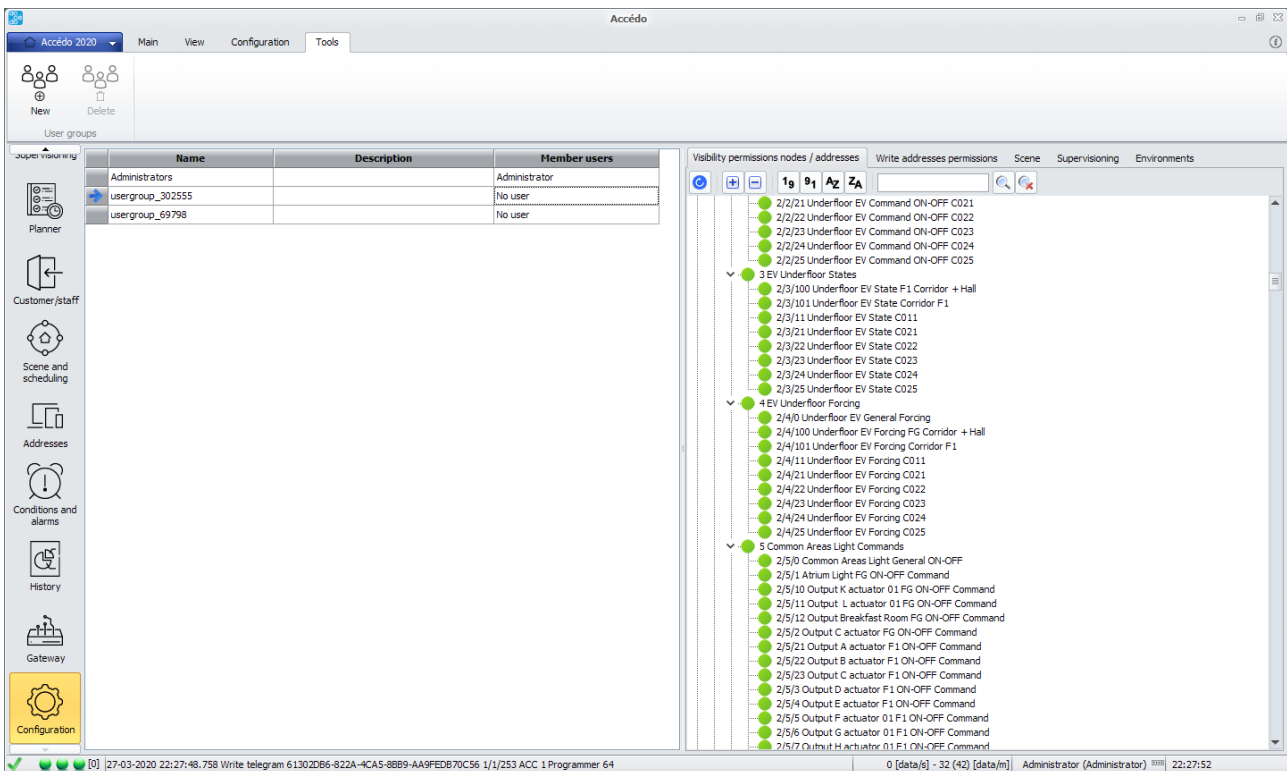 Accédo
Accédo 2020 Main View Configuration Tools
New Delete
User groups
Supervisioning
Planner
Customer/staff
Scene and
scheduling
Addresses
Conditions and
alarms
History
Gateway
Configuration
Name Description Member users
Administrators Administrator
usergroup_302555 No user
usergroup_69798 No user
Visibility permissions nodes / addresses Write addresses permissions Scene Supervisioning Environments
19 91 AZ ZA
2/2/21 Underfloor EV Command ON-OFF C021
2/2/22 Underfloor EV Command ON-OFF C022
2/2/23 Underfloor EV Command ON-OFF C023
2/2/24 Underfloor EV Command ON-OFF C024
2/2/25 Underfloor EV Command ON-OFF C025
3 EV Underfloor States
2/3/100 Underfloor EV State F1 Corridor + Hall
2/3/101 Underfloor EV State Corridor F1
2/3/11 Underfloor EV State C011
2/3/21 Underfloor EV State C021
2/3/22 Underfloor EV State C022
2/3/23 Underfloor EV State C023
2/3/24 Underfloor EV State C024
2/3/25 Underfloor EV State C025
4 EV Underfloor Forcing
2/4/0 Underfloor EV General Forcing
2/4/100 Underfloor EV Forcing FG Corridor + Hall
2/4/101 Underfloor EV Forcing Corridor F1
2/4/11 Underfloor EV Forcing C011
2/4/21 Underfloor EV Forcing C021
2/4/22 Underfloor EV Forcing C022
2/4/23 Underfloor EV Forcing C023
2/4/24 Underfloor EV Forcing C024
2/4/25 Underfloor EV Forcing C025
5 Common Areas Light Commands
2/5/0 Common Areas Light General ON-OFF
2/5/1 Atrium Light FG ON-OFF Command
2/5/10 Output K actuator 01 FG ON-OFF Command
2/5/11 Output L actuator 01 FG ON-OFF Command
2/5/12 Output Breakfast Room FG ON-OFF Command
2/5/2 Output C actuator FG ON-OFF Command
2/5/21 Output A actuator F1 ON-OFF Command
2/5/22 Output B actuator F1 ON-OFF Command
2/5/23 Output C actuator F1 ON-OFF Command
2/5/3 Output D actuator F1 ON-OFF Command
2/5/4 Output E actuator F1 ON-OFF Command
2/5/5 Output F actuator 01 F1 ON-OFF Command
2/5/6 Output G actuator 01 F1 ON-OFF Command
2/5/7 Output H actuator 01 F1 ON-OFF Command
[0] 27-03-2020 22:27:48.758 Write telegram 61302DB6-822A-4CA5-8BB9-AA9FEDB70C56 1/1/253 ACC 1 Programmer 64 0 [data/s] - 32 (42) [data/m] Administrator (Administrator) 22:27:52